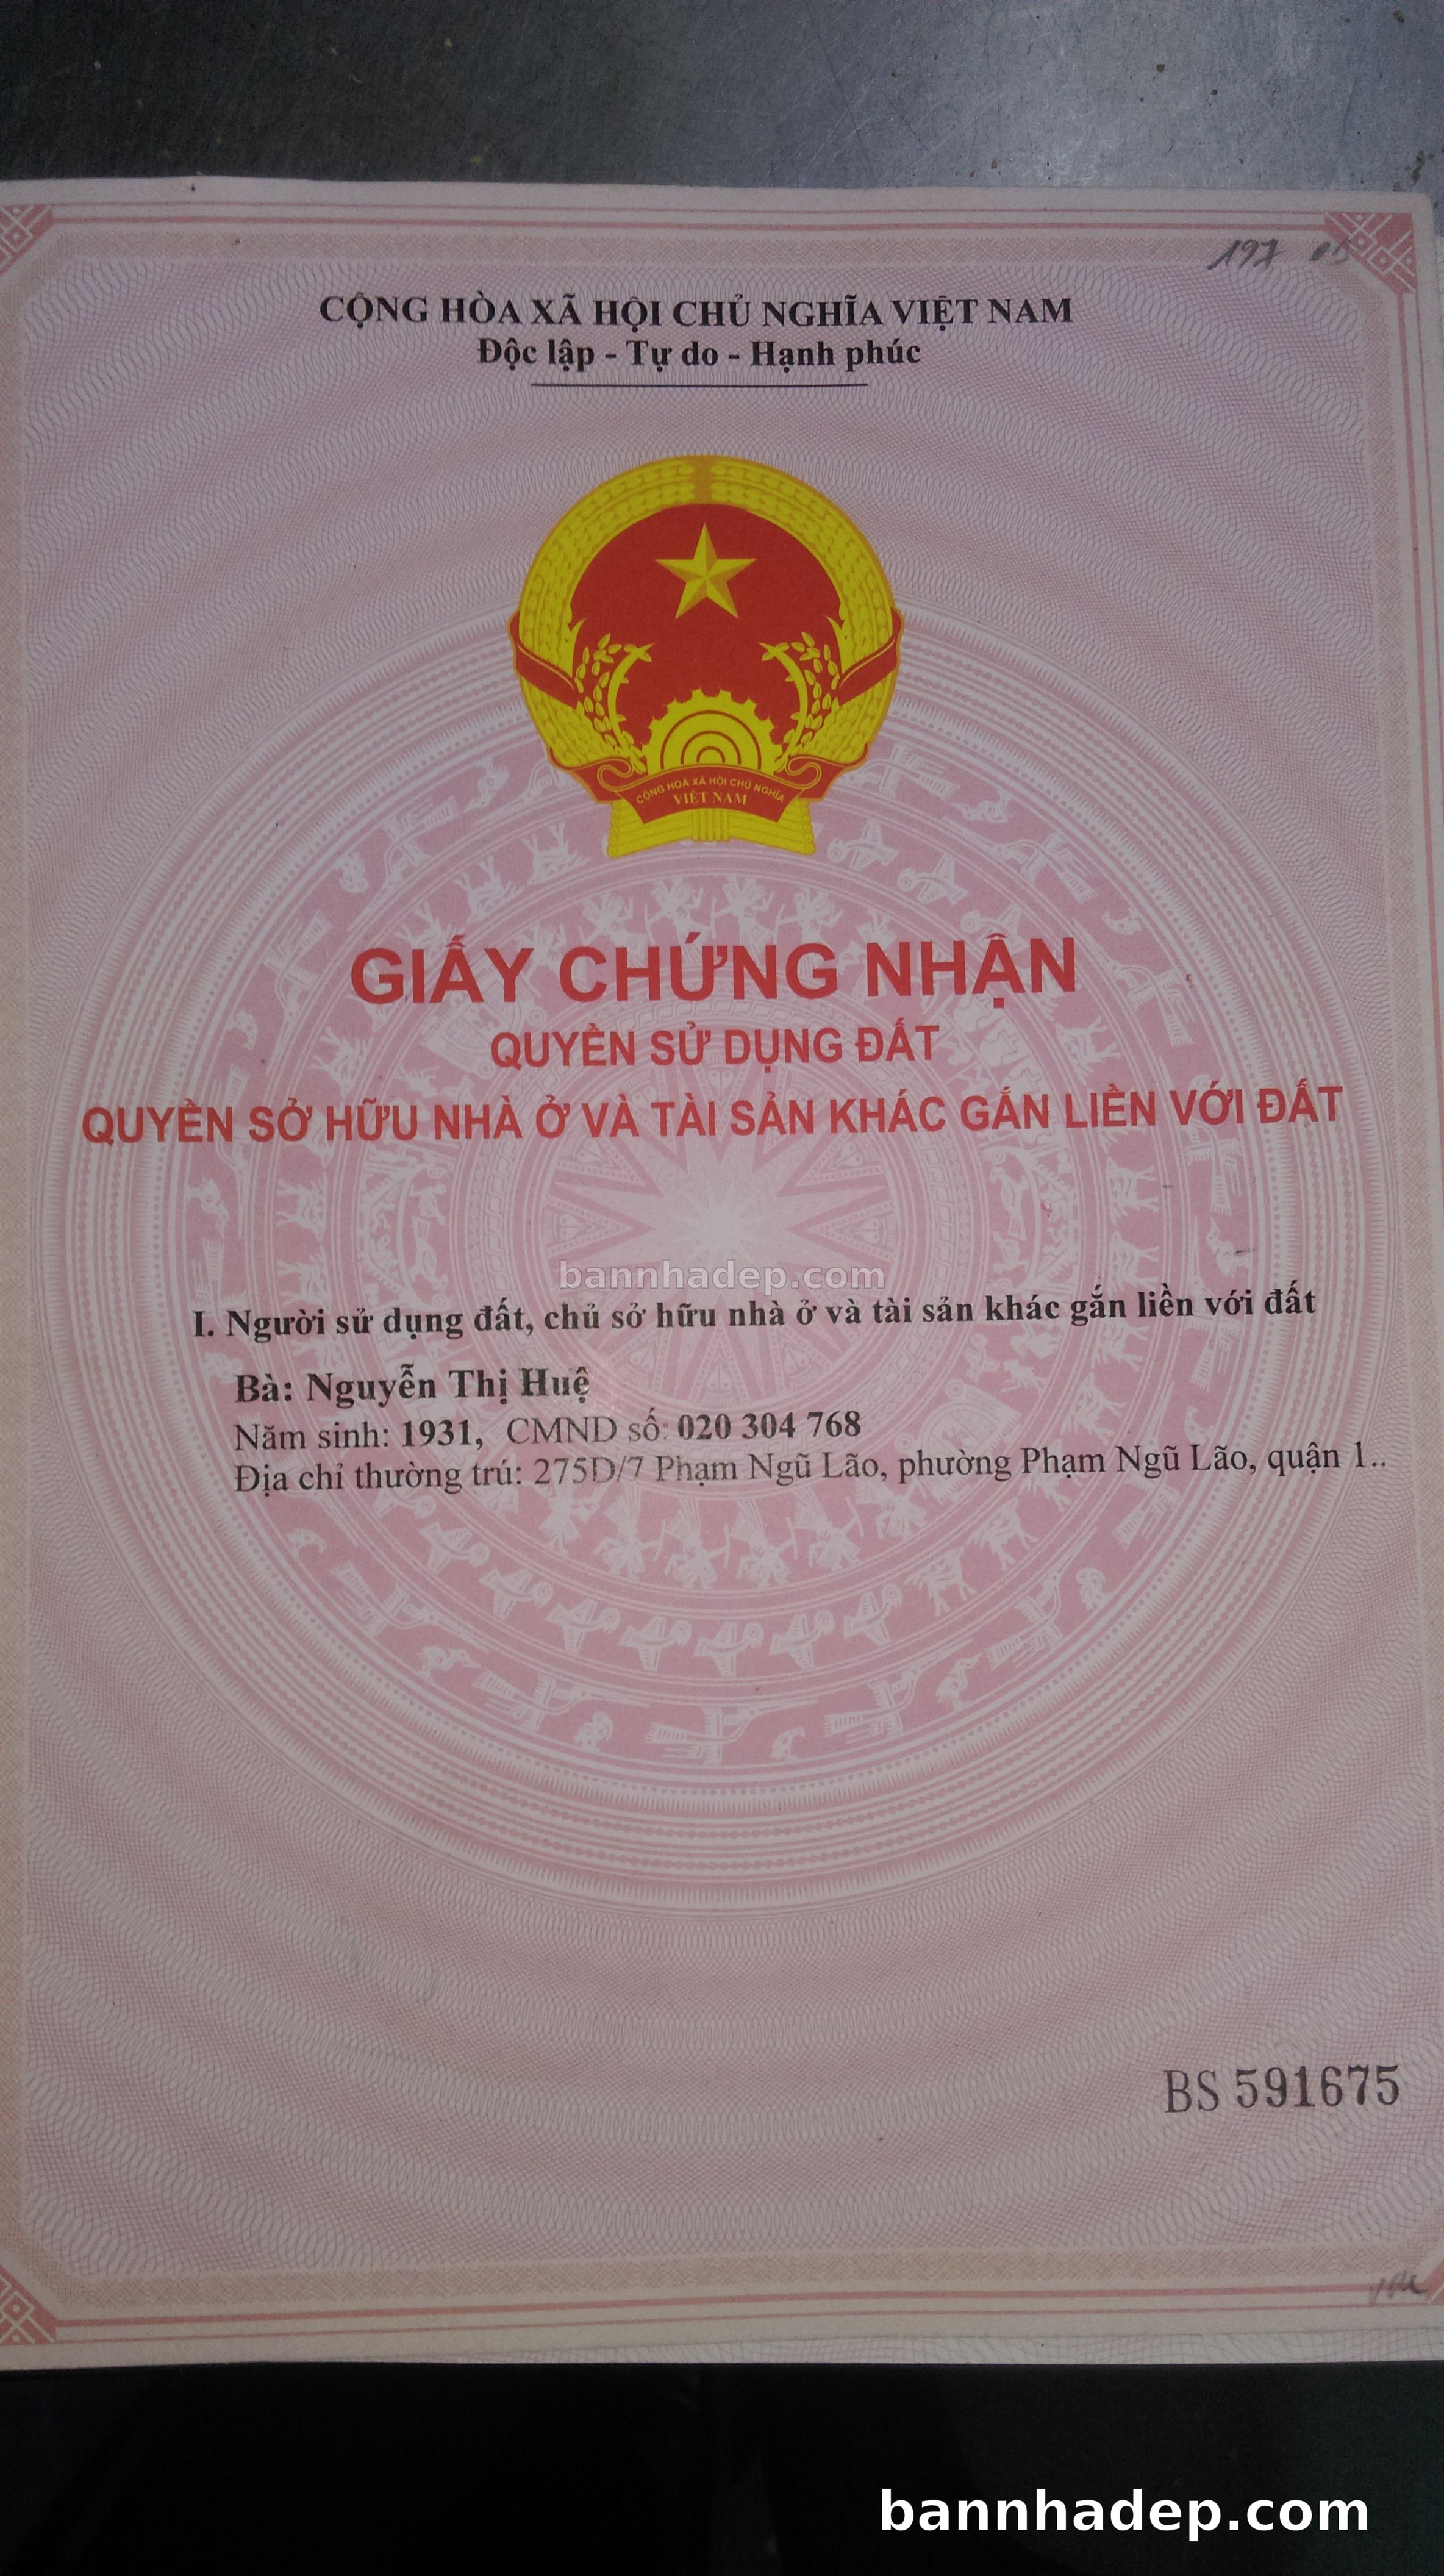 197
CỘNG HÒA XÃ HỘI CHỦ NGHĨA VIỆT NAM
Độc lập - Tự do - Hạnh phúc
CỘNG HOÀ XÃ HỘI CHỦ NGHĨA
VIỆT NAM
GIẤY CHỨNG NHẬN
QUYỀN SỬ DỤNG ĐẤT
QUYỀN SỞ HỮU NHÀ Ở VÀ TÀI SẢN KHÁC GẮN LIỀN VỚI ĐẤT
bannhadep.com
I. Người sử dụng đất, chủ sở hữu nhà ở và tài sản khác gắn liền với đất
Bà: Nguyễn Thị Huệ
Năm sinh: 1931, CMND số: 020 304 768
Địa chỉ thường trú: 275D/7 Phạm Ngũ Lão, phường Phạm Ngũ Lão, quận 1..
BS 591675
bannhadep.com